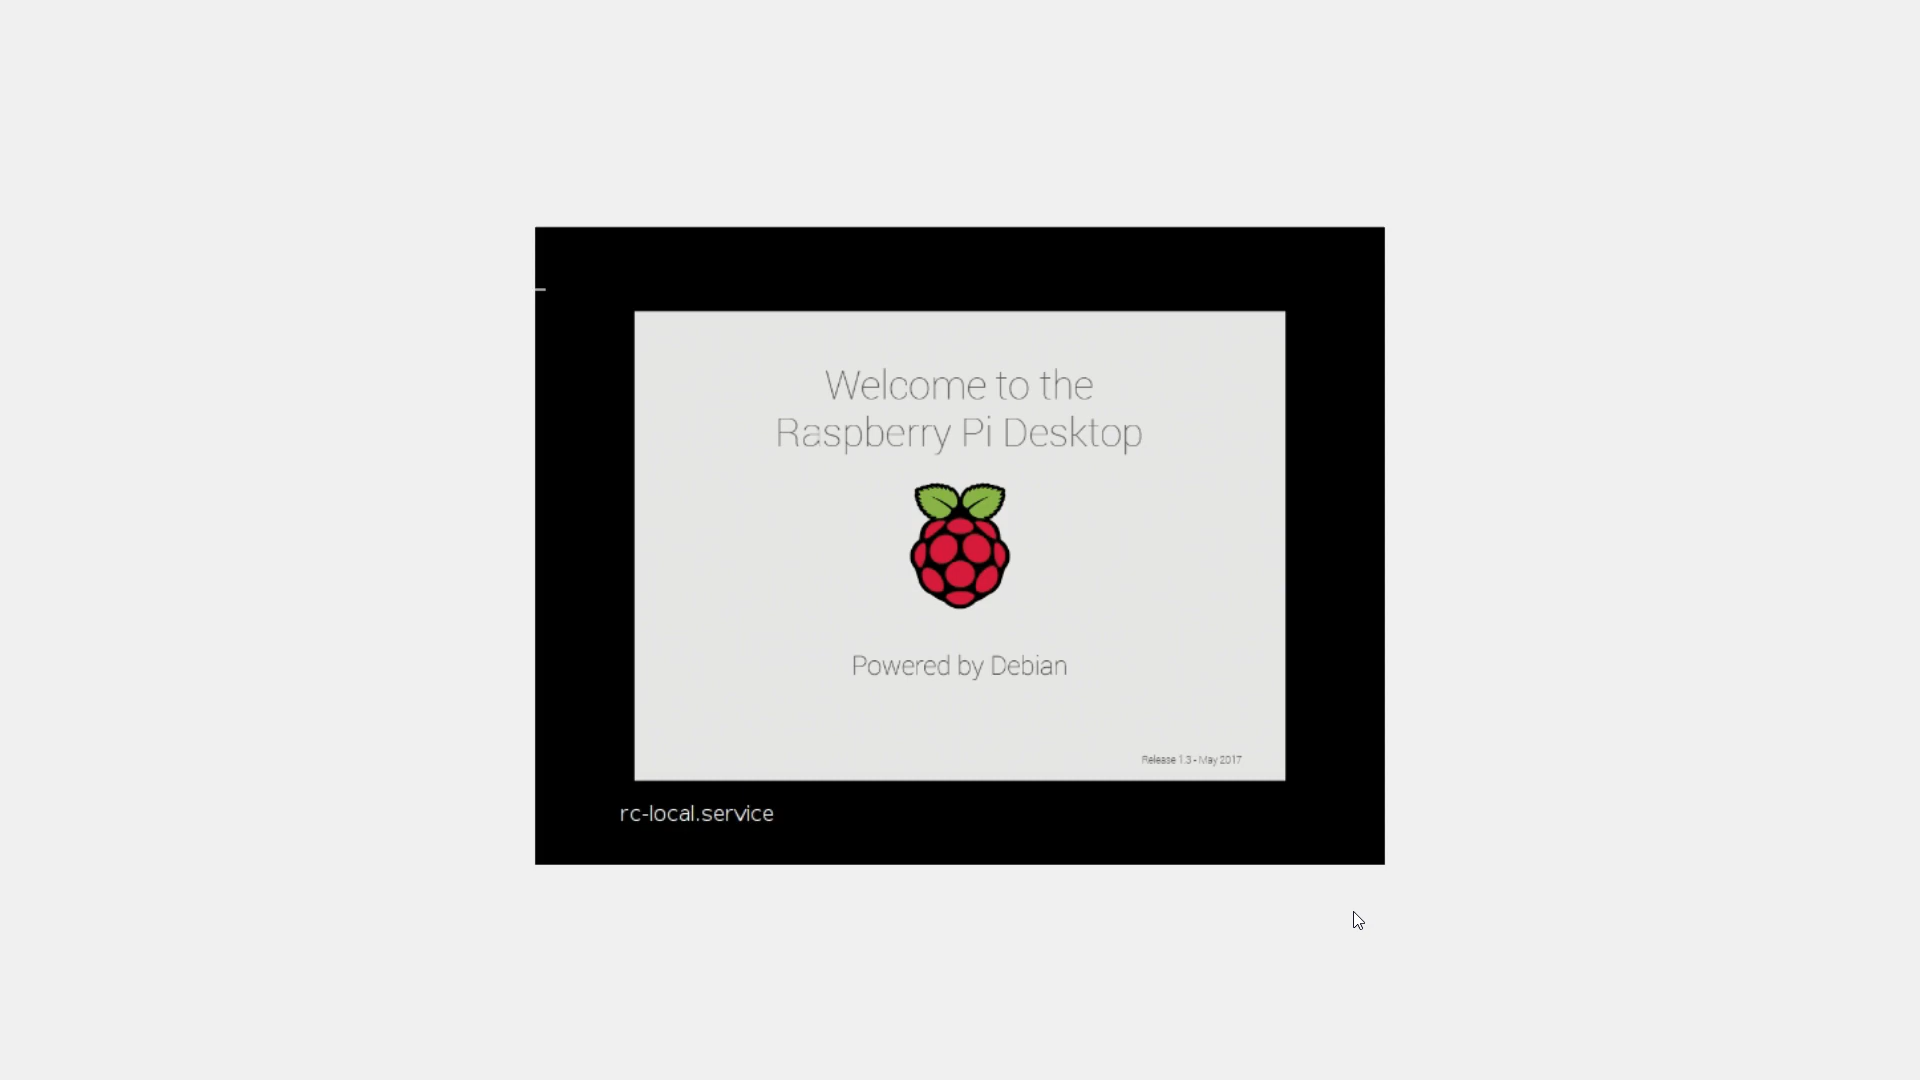 Welcome to the
Raspberry Pi Desktop
Powered by Debian
Release 1.3 - May 2017
rc-local.service